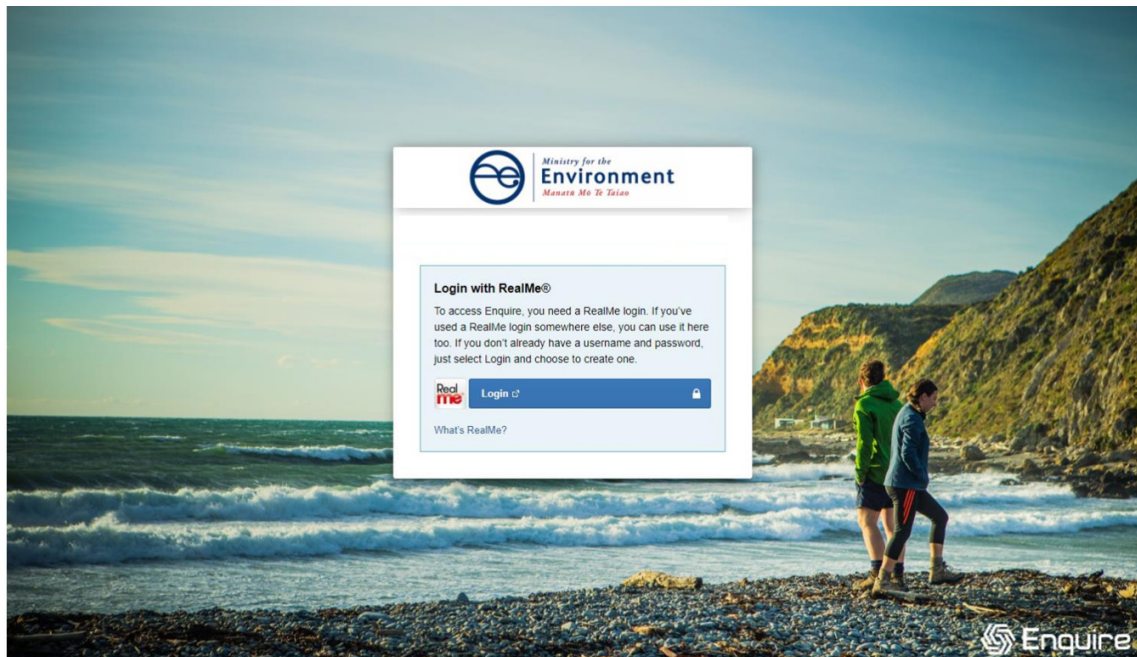 Ministry for the
Environment
Manatū Mō Te Taiao
Login with RealMe®
To access Enquire, you need a RealMe login. If you've
used a RealMe login somewhere else, you can use it here
too. If you don't already have a username and password,
just select Login and choose to create one.
Real
me
Login
What's RealMe?
Enquire